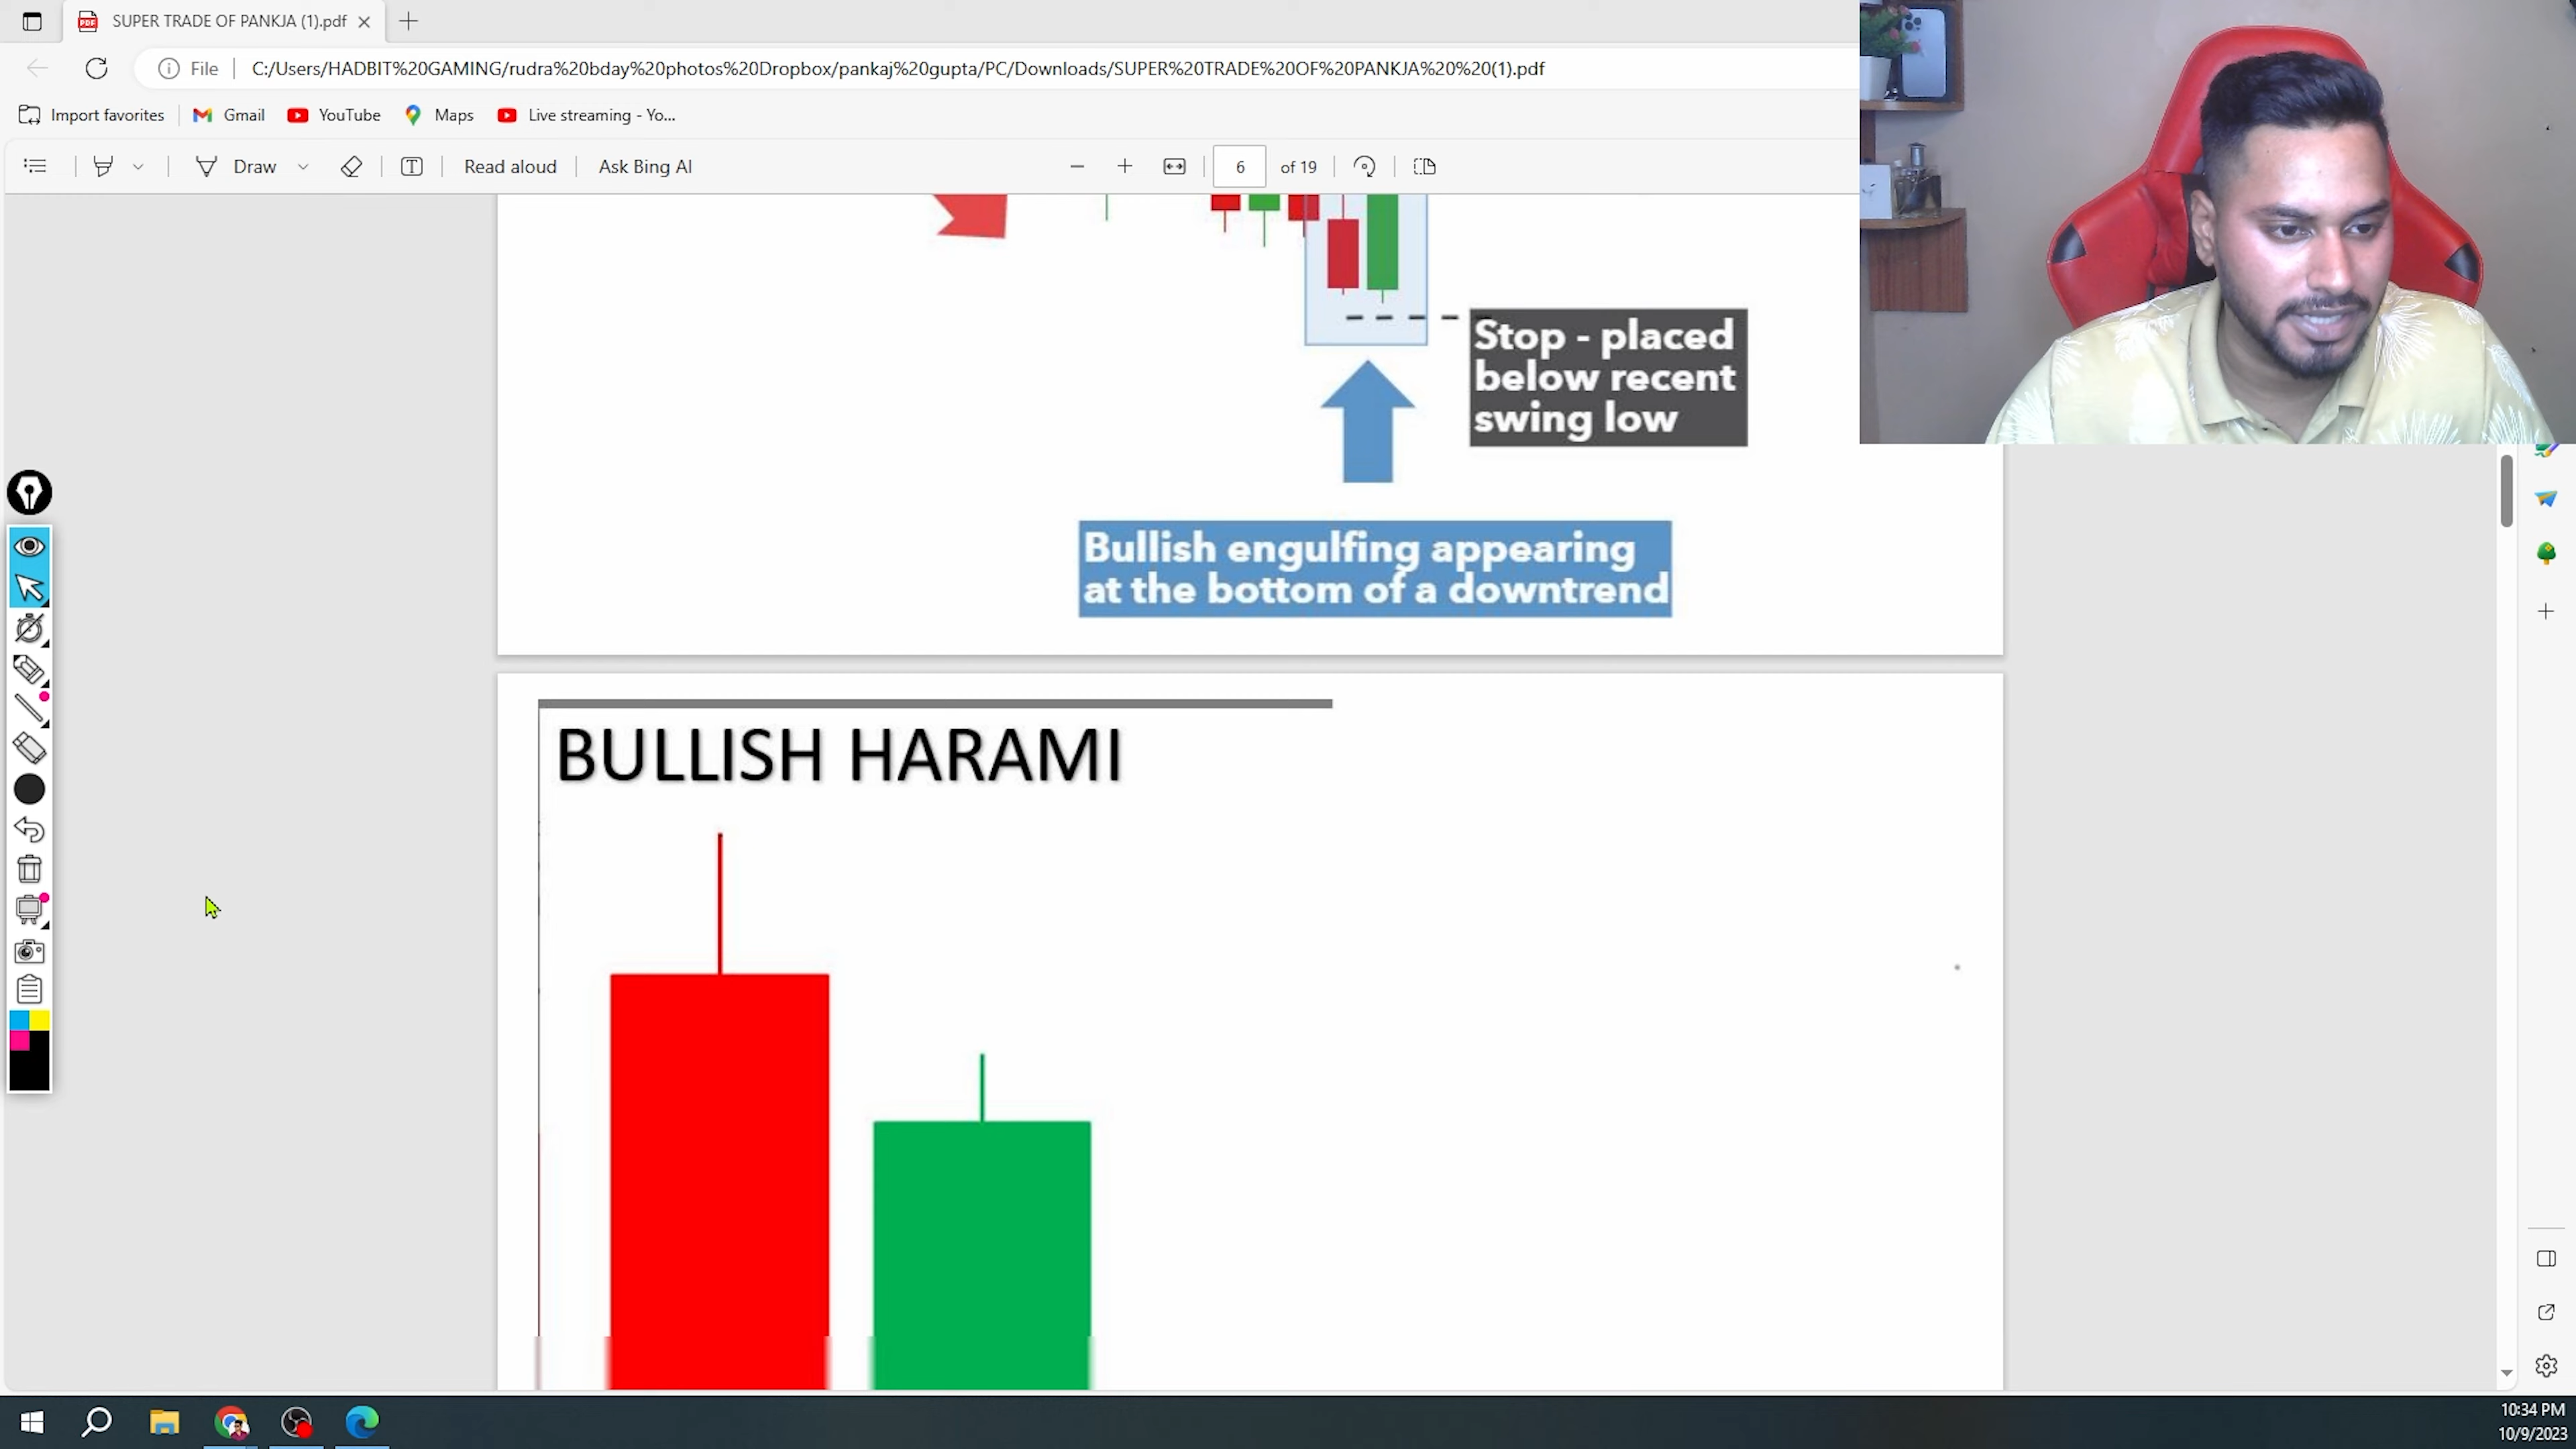 SUPER TRADE OF PANKJA (1).pdf
File
C:/Users/HADBIT%20GAMING/rudra%20bday%20photos%20Dropbox/pankaj%20gupta/PC/Downloads/SUPER%20TRADE%20OF%20PANKJA%20%20(1).pdf
Import favorites Gmail YouTube Maps Live streaming - Yo...
Draw Read aloud Ask Bing AI 6 of 19
Stop - placed
below recent
swing low
Bullish engulfing appearing
at the bottom of a downtrend
BULLISH HARAMI
10:34 PM
10/9/2023